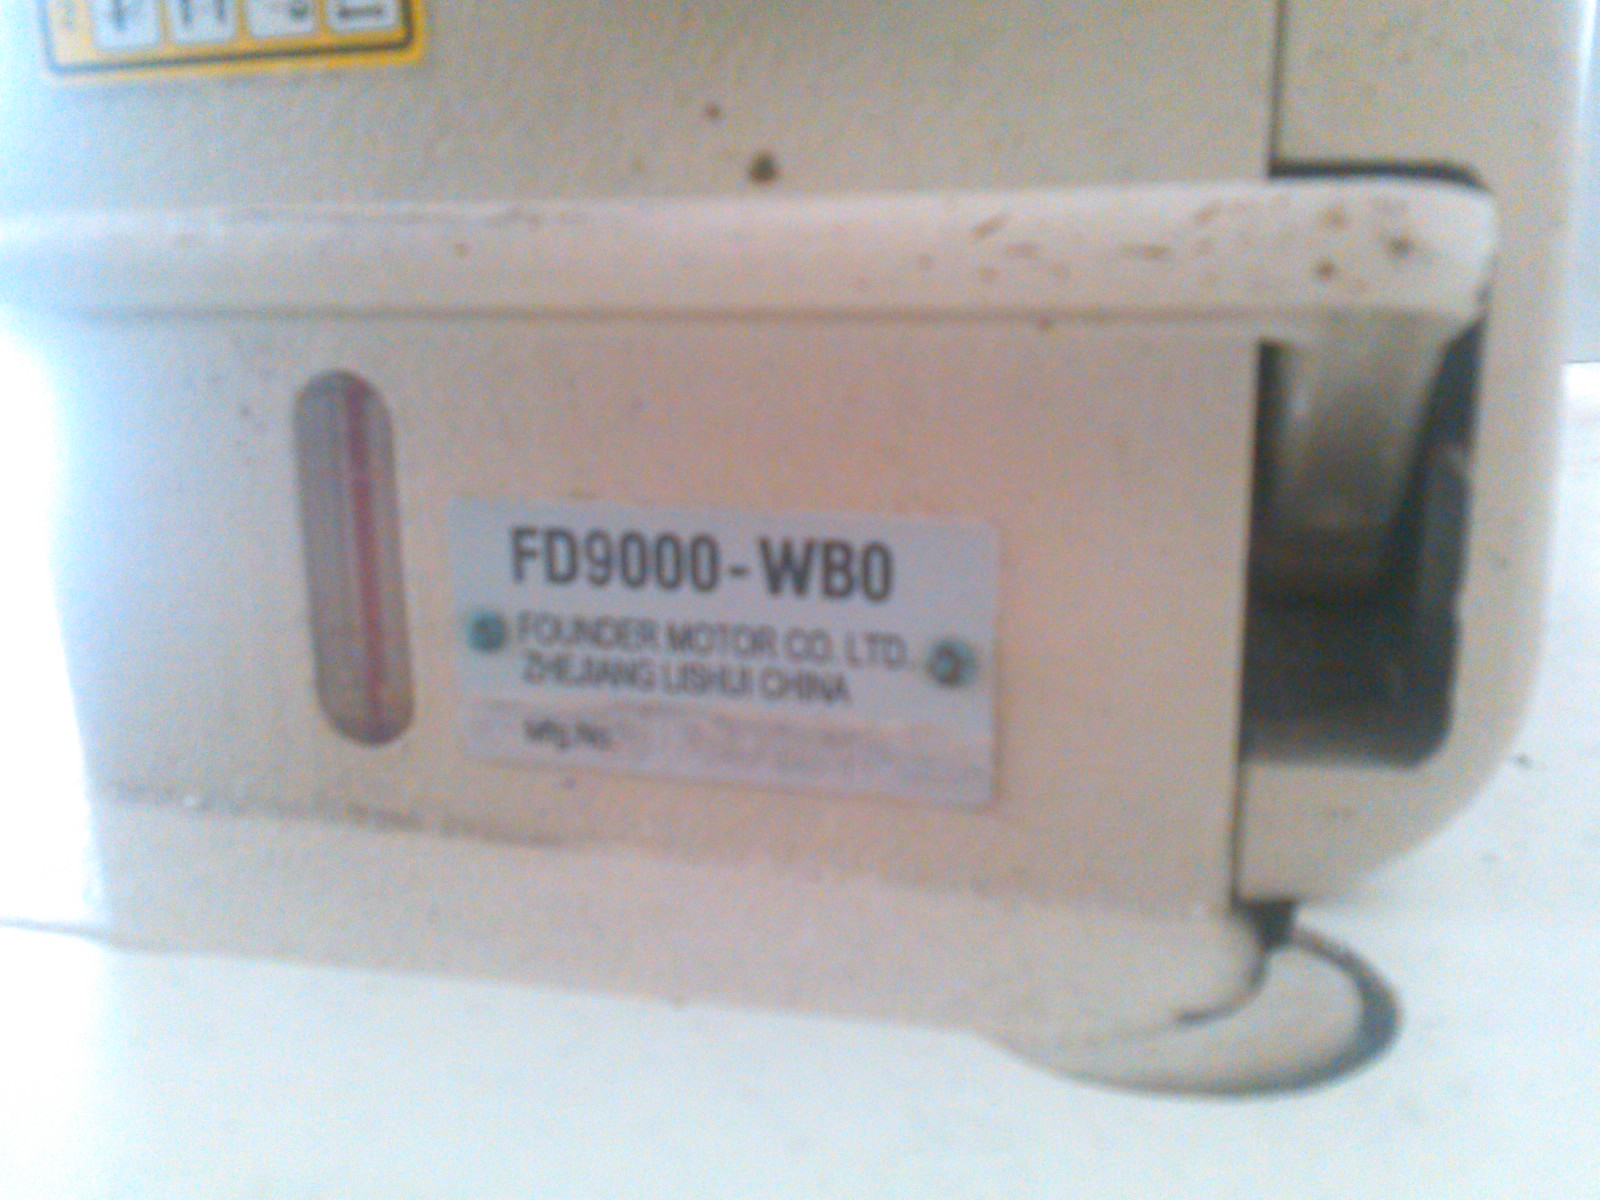 FD9000-WB0
FOUNDER MOTOR CO. LTD.
ZHEJIANG LISHUI CHINA
Mfg.No.